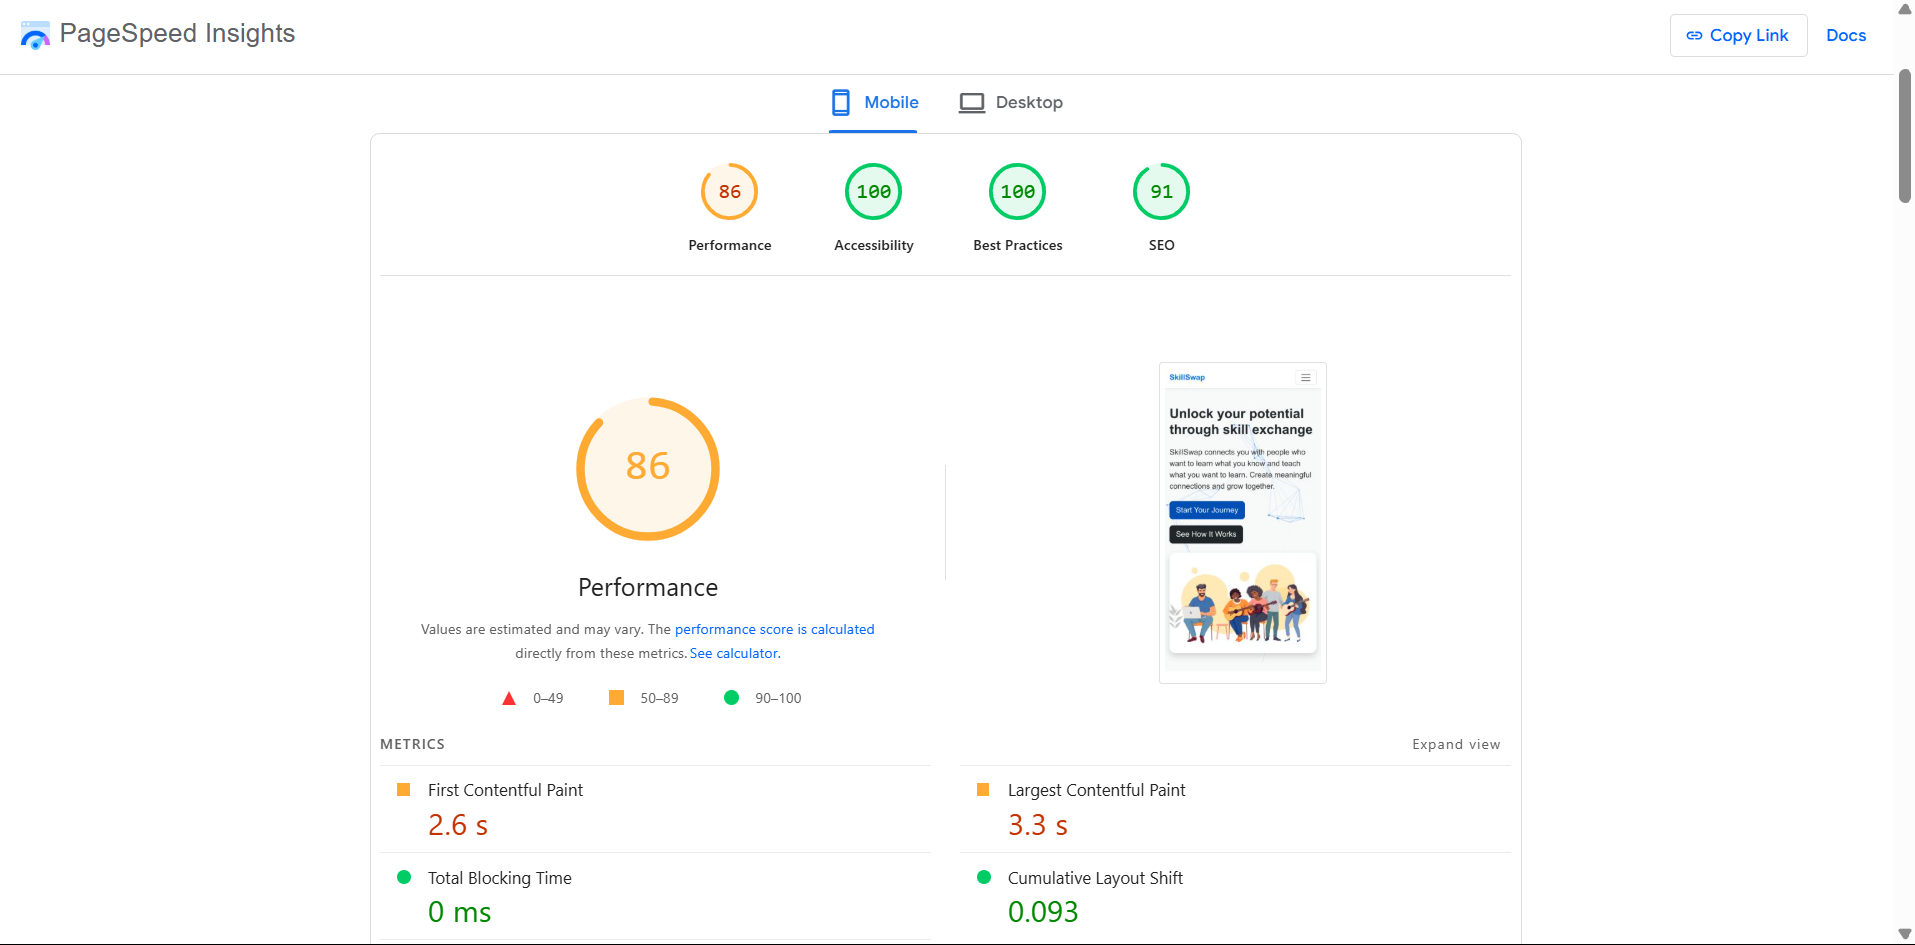 PageSpeed Insights
Copy Link
Docs
Mobile
Desktop
86
100
100
91
Performance
Accessibility
Best Practices
SEO
86
Performance
Values are estimated and may vary. The performance score is calculated
directly from these metrics. See calculator.
0–49
50–89
90–100
SkillSwap
Unlock your potential
through skill exchange
SkillSwap connects you with people who
want to learn what you know and teach
what you want to learn. Create meaningful
connections and grow together.
Start Your Journey
See How It Works
METRICS
Expand view
First Contentful Paint
2.6 s
Largest Contentful Paint
3.3 s
Total Blocking Time
0 ms
Cumulative Layout Shift
0.093